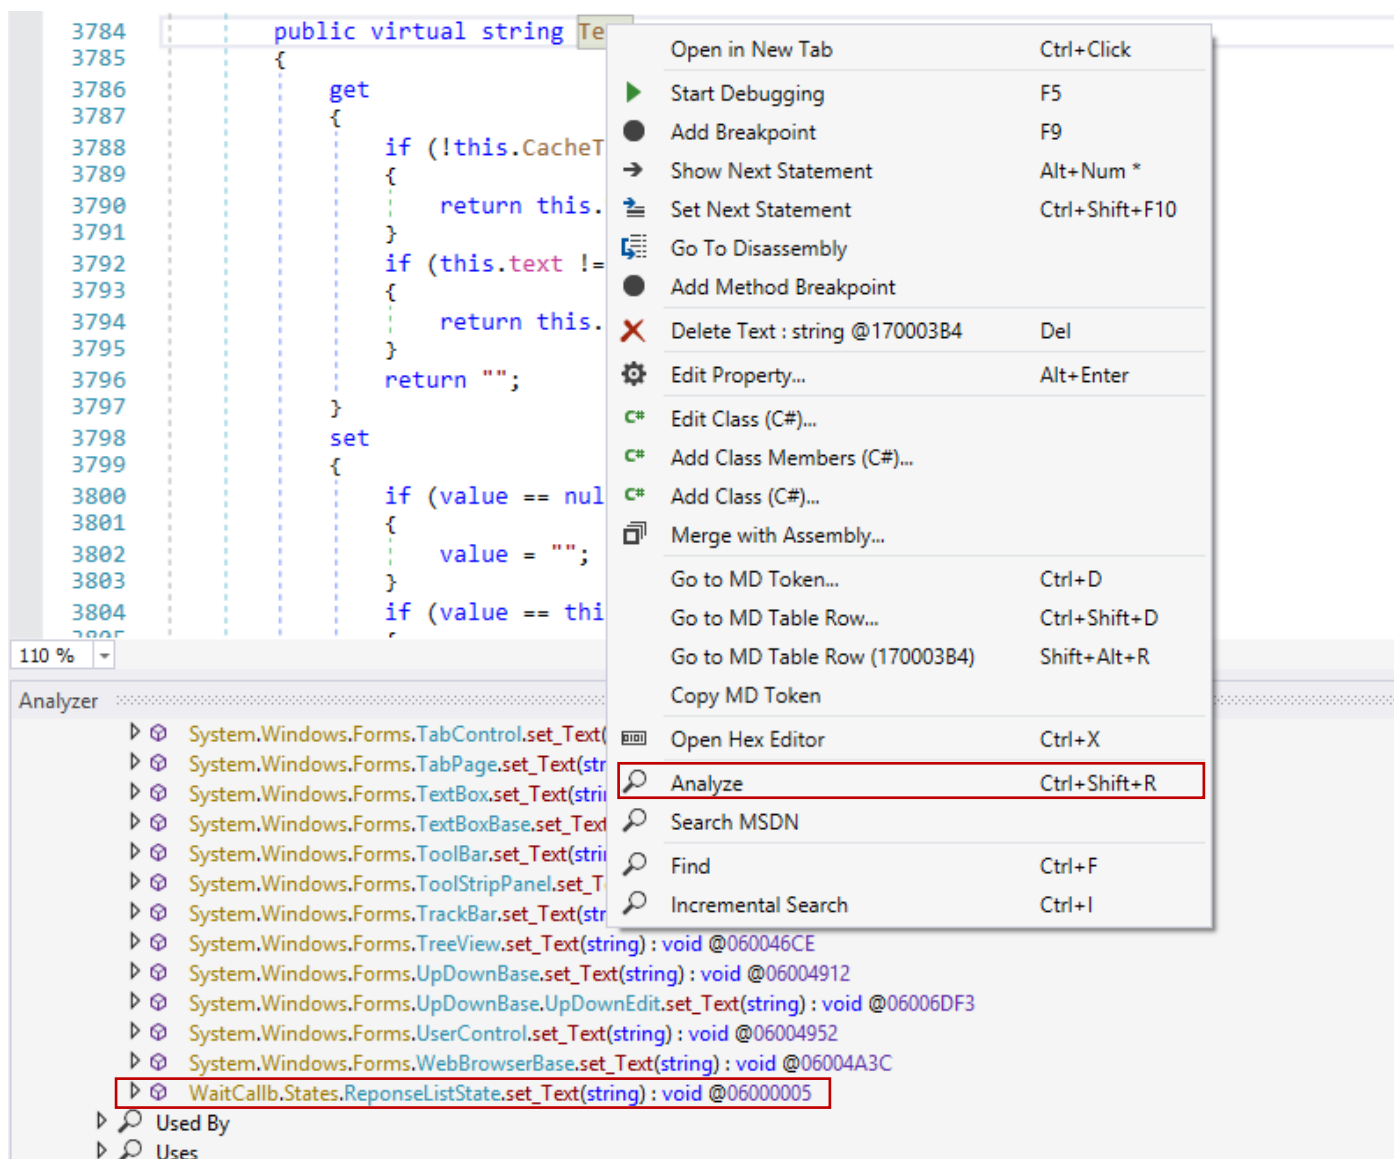 3784 public virtual string Te
3785 {
3786 get
3787 {
3788 if (!this.CacheT
3789 {
3790 return this.
3791 }
3792 if (this.text !=
3793 {
3794 return this.
3795 }
3796 return "";
3797 }
3798 set
3799 {
3800 if (value == nul
3801 {
3802 value = "";
3803 }
3804 if (value == thi
3805 {
Open in New Tab Ctrl+Click
Start Debugging F5
Add Breakpoint F9
Show Next Statement Alt+Num *
Set Next Statement Ctrl+Shift+F10
Go To Disassembly
Add Method Breakpoint
Delete Text : string @170003B4 Del
Edit Property... Alt+Enter
C# Edit Class (C#)...
C# Add Class Members (C#)...
C# Add Class (C#)...
Merge with Assembly...
Go to MD Token... Ctrl+D
Go to MD Table Row... Ctrl+Shift+D
Go to MD Table Row (170003B4) Shift+Alt+R
Copy MD Token
Open Hex Editor Ctrl+X
Analyze Ctrl+Shift+R
Search MSDN
Find Ctrl+F
Incremental Search Ctrl+I
110 %
Analyzer
System.Windows.Forms.TabControl.set_Text(
System.Windows.Forms.TabPage.set_Text(str
System.Windows.Forms.TextBox.set_Text(stri
System.Windows.Forms.TextBoxBase.set_Text
System.Windows.Forms.ToolBar.set_Text(stri
System.Windows.Forms.ToolStripPanel.set_T
System.Windows.Forms.TrackBar.set_Text(str
System.Windows.Forms.TreeView.set_Text(string) : void @060046CE
System.Windows.Forms.UpDownBase.set_Text(string) : void @06004912
System.Windows.Forms.UpDownBase.UpDownEdit.set_Text(string) : void @06006DF3
System.Windows.Forms.UserControl.set_Text(string) : void @06004952
System.Windows.Forms.WebBrowserBase.set_Text(string) : void @06004A3C
WaitCallb.States.ReponseListState.set_Text(string) : void @06000005
Used By
Uses